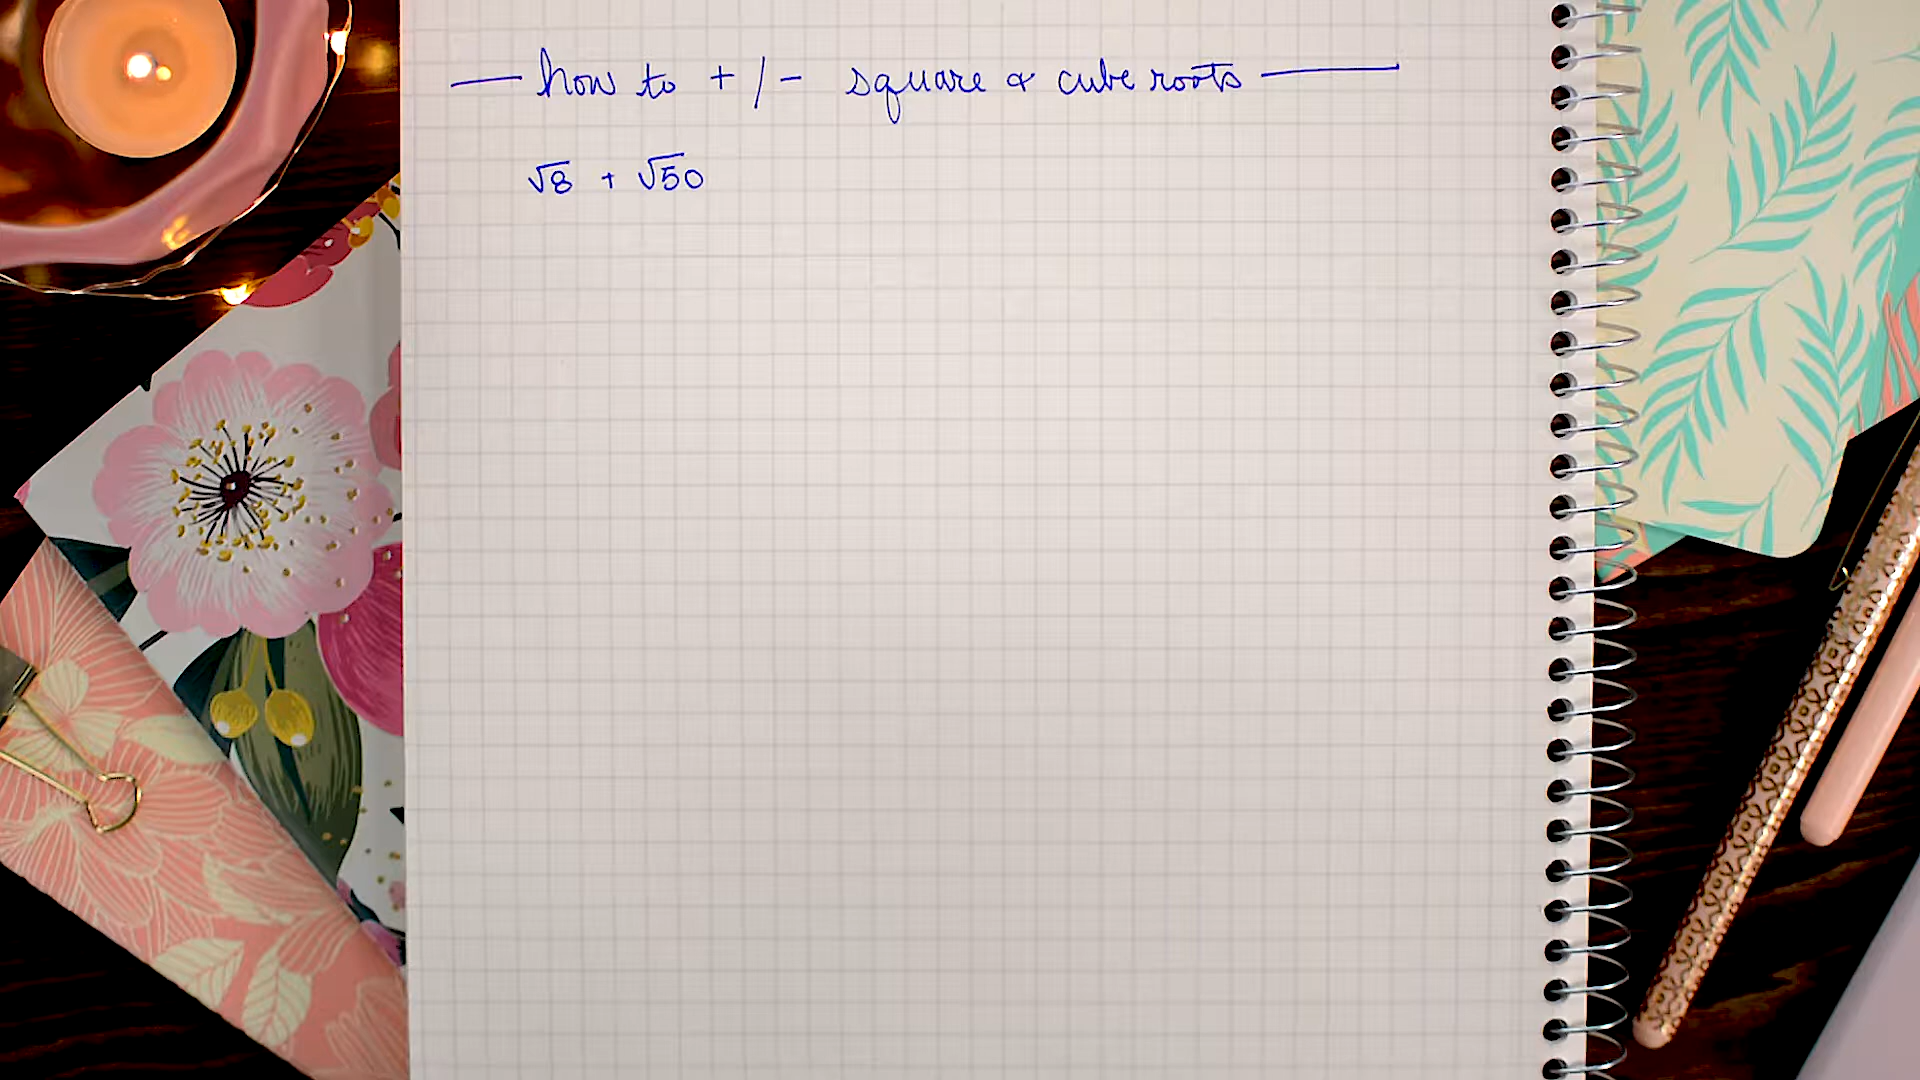 — how to + / - square & cube roots —
√8 + √50